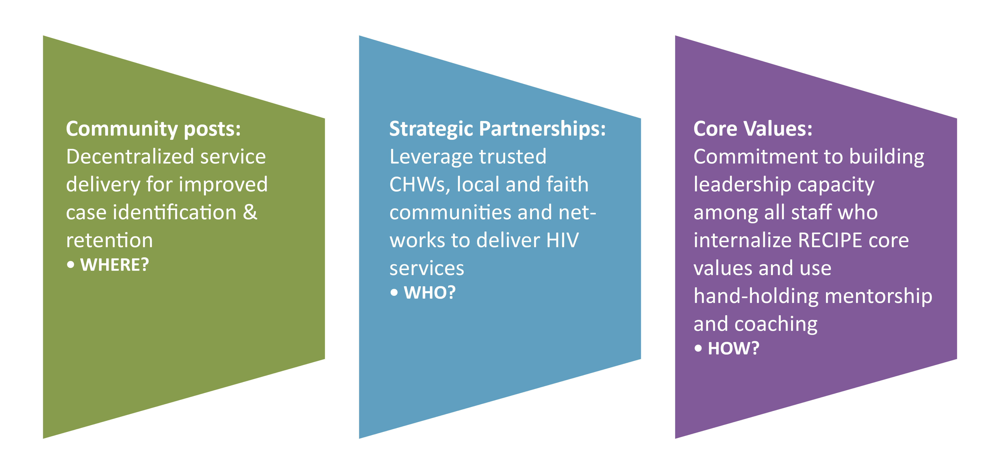 Community posts:
Decentralized service
delivery for improved
case identification &
retention
• WHERE?
Strategic Partnerships:
Leverage trusted
CHWs, local and faith
communities and net-
works to deliver HIV
services
• WHO?
Core Values:
Commitment to building
leadership capacity
among all staff who
internalize RECIPE core
values and use
hand-holding mentorship
and coaching
• HOW?